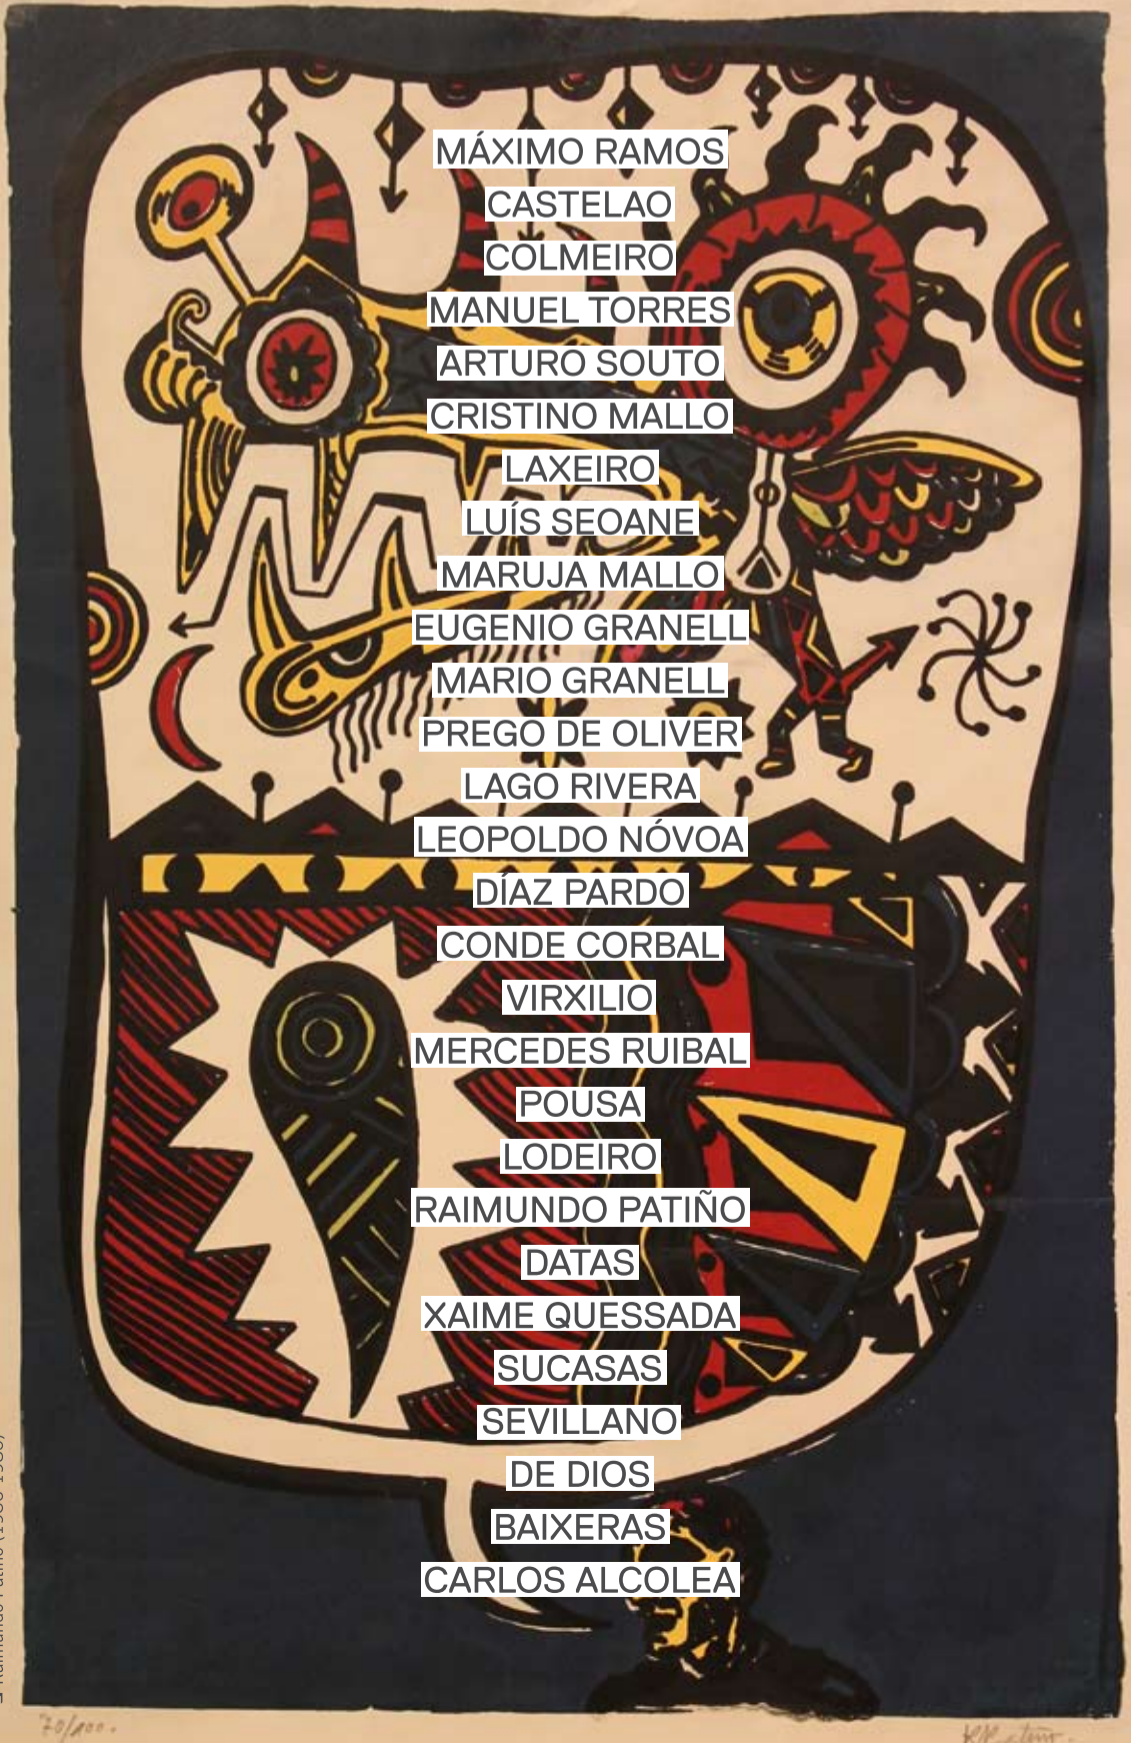 MÁXIMO RAMOS
CASTELAO
COLMEIRO
MANUEL TORRES
ARTURO SOUTO
CRISTINO MALLO
LAXEIRO
LUÍS SEOANE
MARUJA MALLO
EUGENIO GRANELL
MARIO GRANELL
PREGO DE OLIVER
LAGO RIVERA
LEOPOLDO NÓVOA
DÍAZ PARDO
CONDE CORBAL
VIRXILIO
MERCEDES RUIBAL
POUSA
LODEIRO
RAIMUNDO PATIÑO
DATAS
XAIME QUESSADA
SUCASAS
SEVILLANO
DE DIOS
BAIXERAS
CARLOS ALCOLEA
70/100.